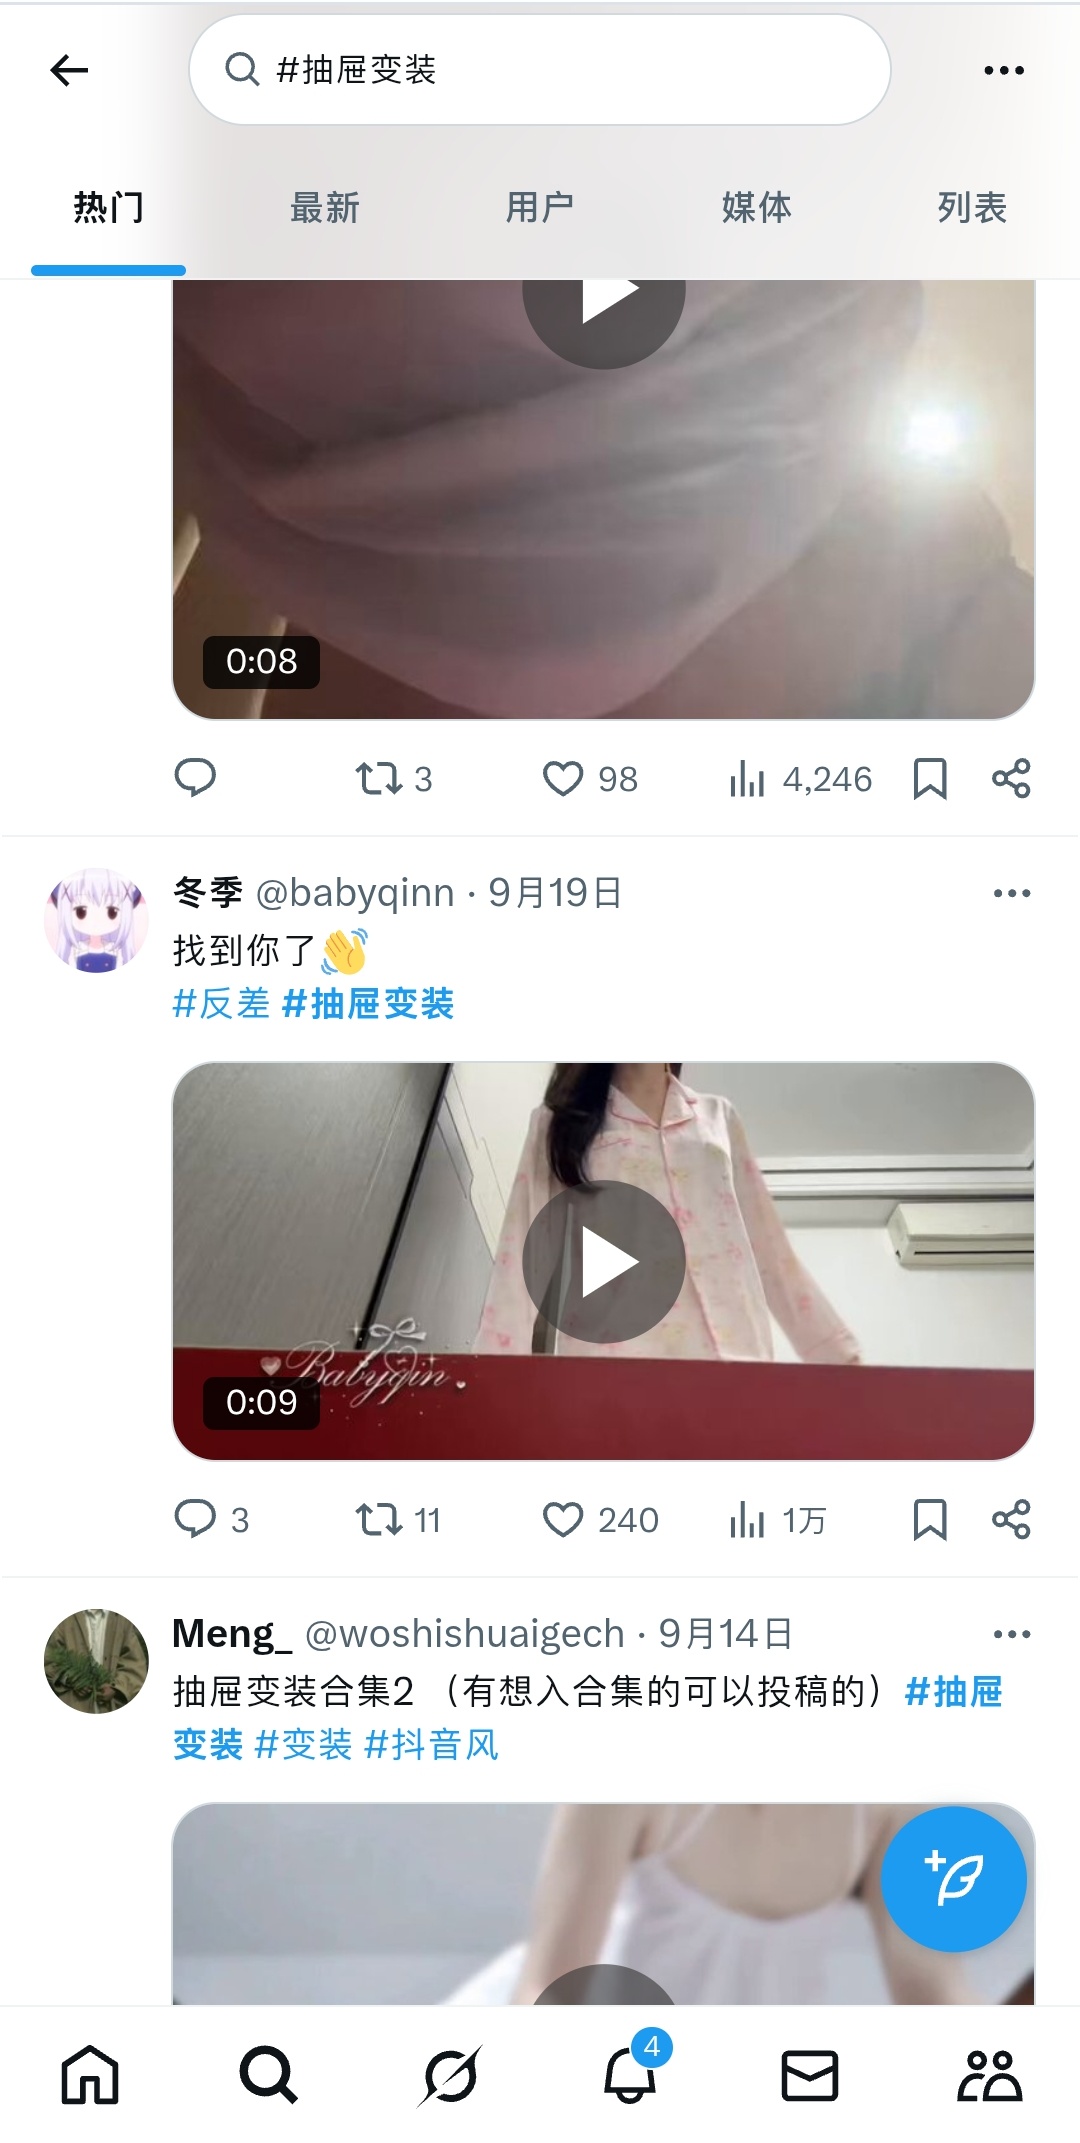 #抽屉变装
热门 最新 用户 媒体 列表
0:08
3 98 4,246
冬季 @babyqinn · 9月19日
找到你了👋
#反差 #抽屉变装
Babyqin
0:09
3 11 240 1万
Meng_ @woshishuaigech · 9月14日
抽屉变装合集2 （有想入合集的可以投稿的）#抽屉
变装 #变装 #抖音风
4